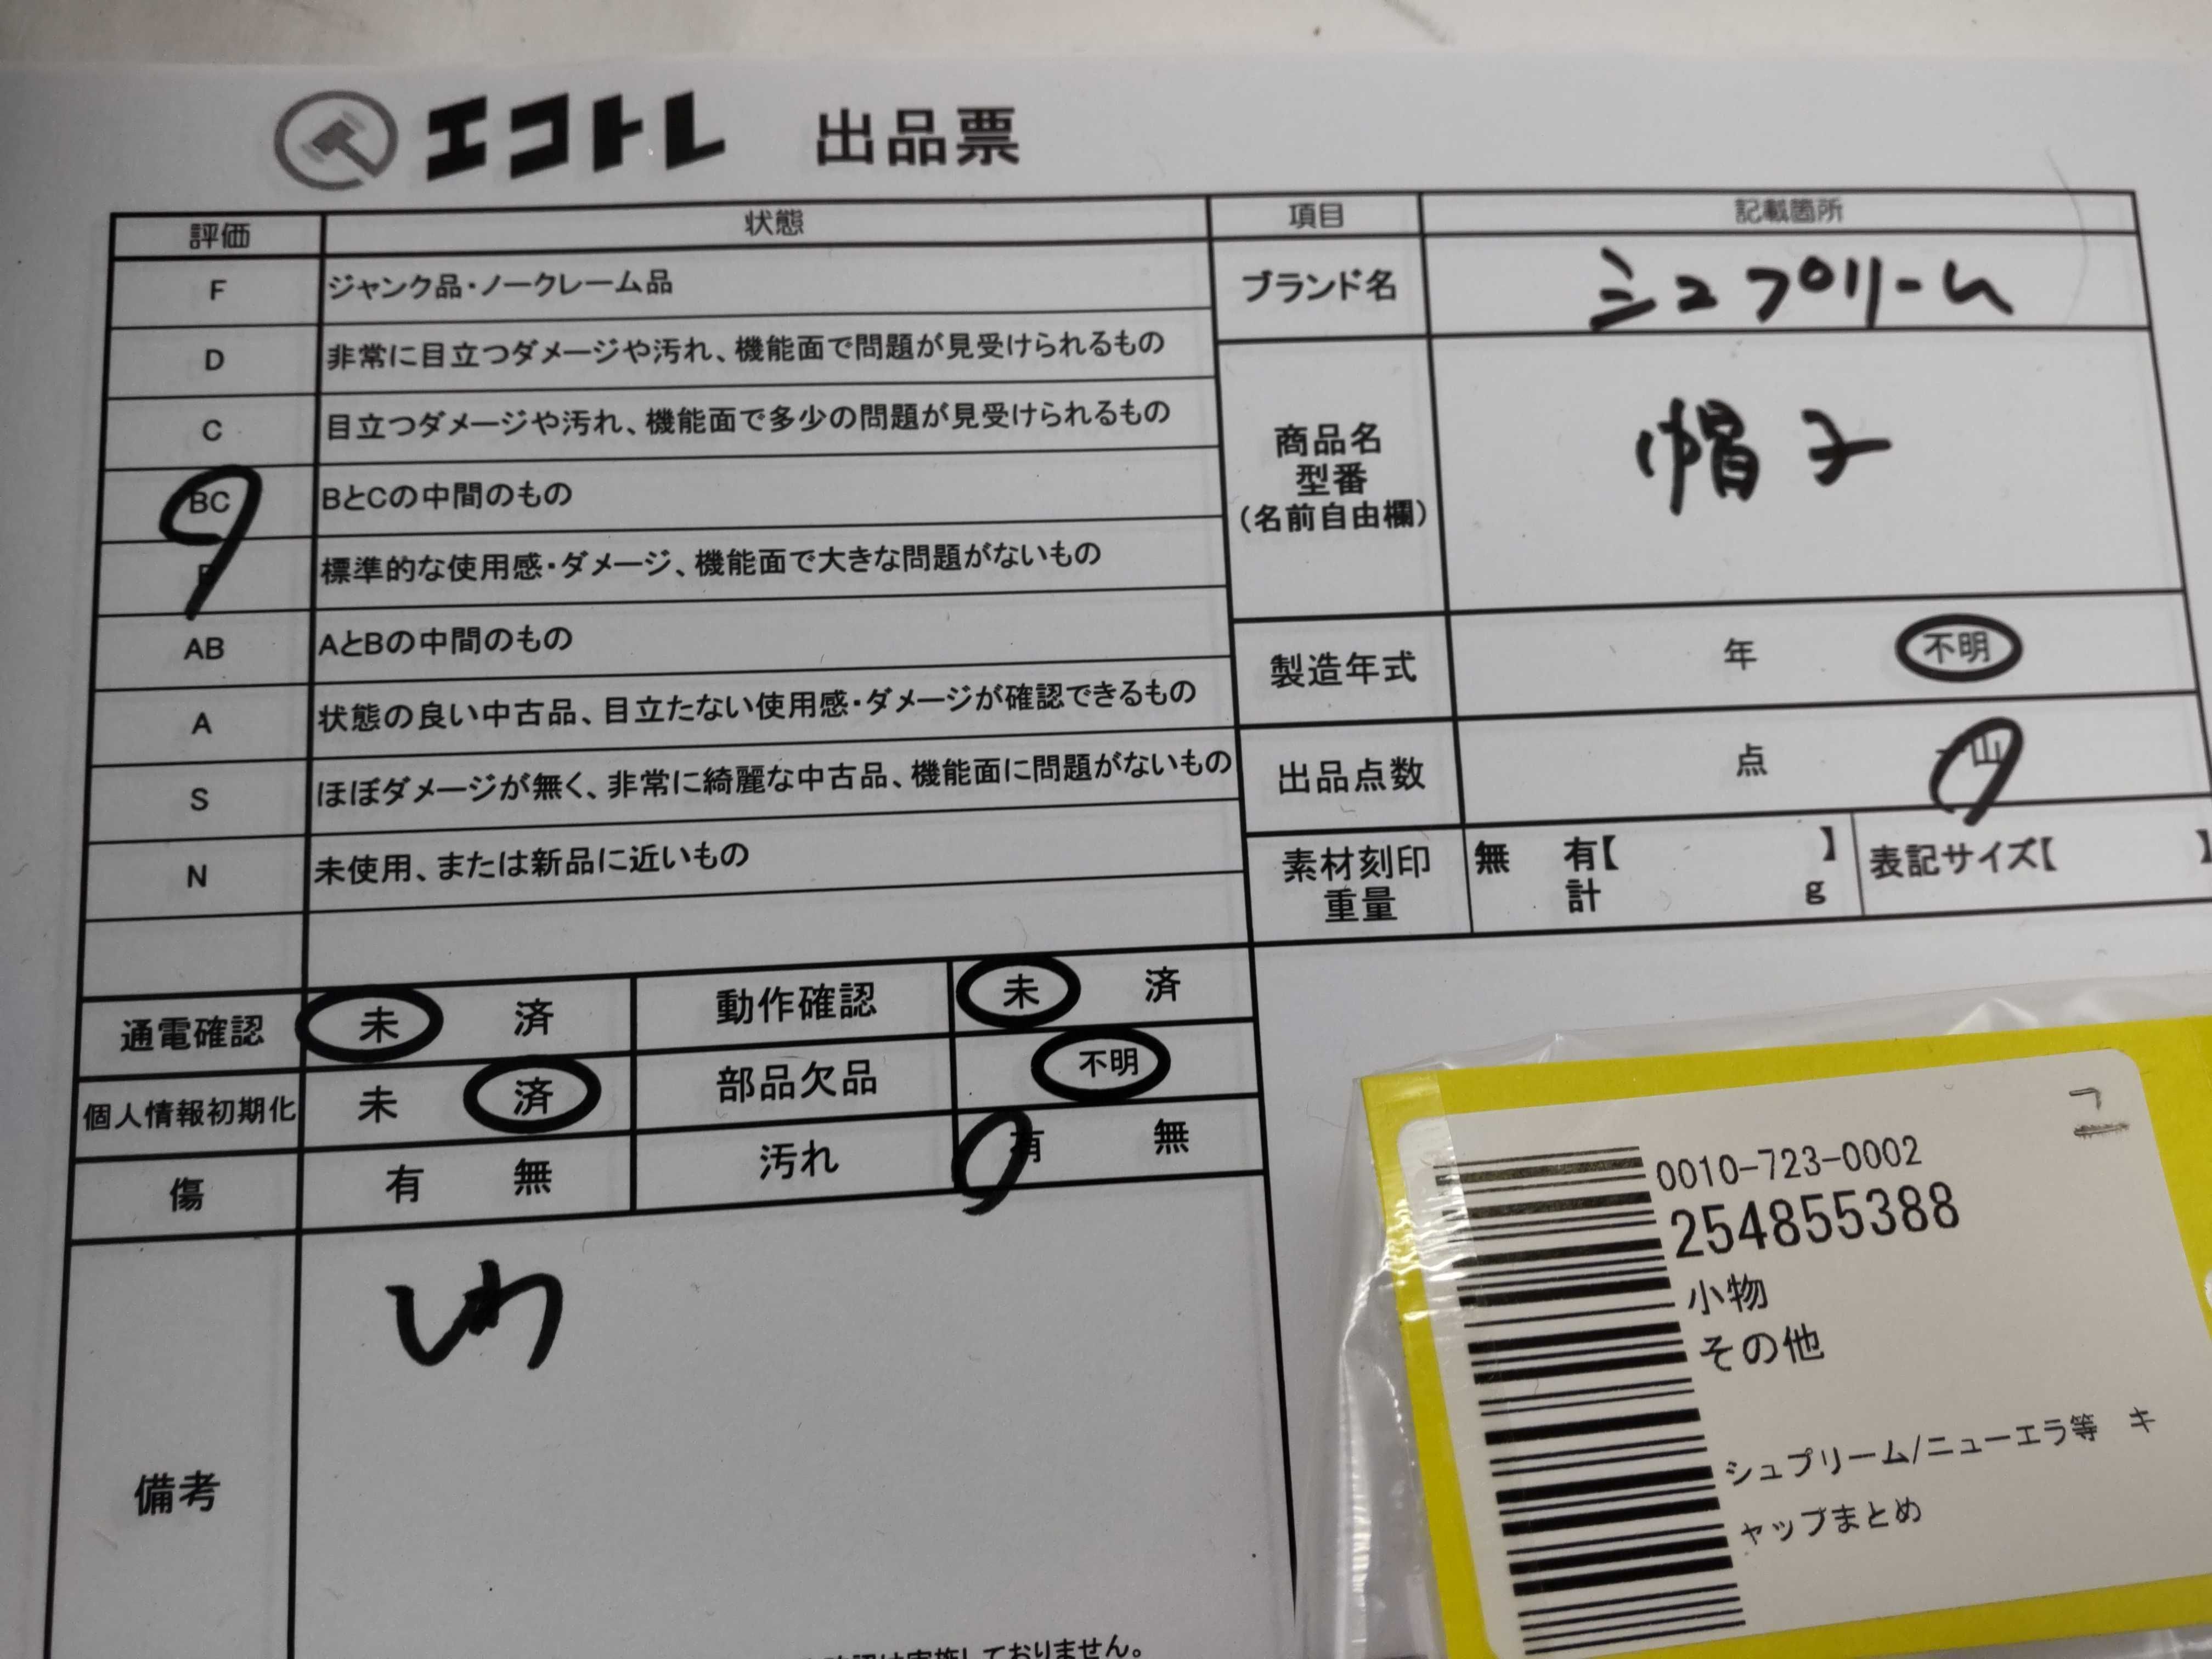 エコトレ 出品票
評価 状態
F ジャンク品・ノークレーム品
D 非常に目立つダメージや汚れ、機能面で問題が見受けられるもの
C 目立つダメージや汚れ、機能面で多少の問題が見受けられるもの
BC BとCの中間のもの
B 標準的な使用感・ダメージ、機能面で大きな問題がないもの
AB AとBの中間のもの
A 状態の良い中古品、目立たない使用感・ダメージが確認できるもの
S ほぼダメージが無く、非常に綺麗な中古品、機能面に問題がないもの
N 未使用、または新品に近いもの
項目 記載箇所
ブランド名 シュプリーム
商品名
型番
(名前自由欄)
帽子
製造年式 年 不明
出品点数 点 山
素材刻印
重量
無 有【 】
計 g
表記サイズ【 】
通電確認 未 済 動作確認 未 済
個人情報初期化 未 済 部品欠品 不明
傷 有 無 汚れ 有 無
備考
しわ
実施しておりません。
0010-723-0002
254855388
小物
その他
シュプリーム/ニューエラ等 キ
ャップまとめ